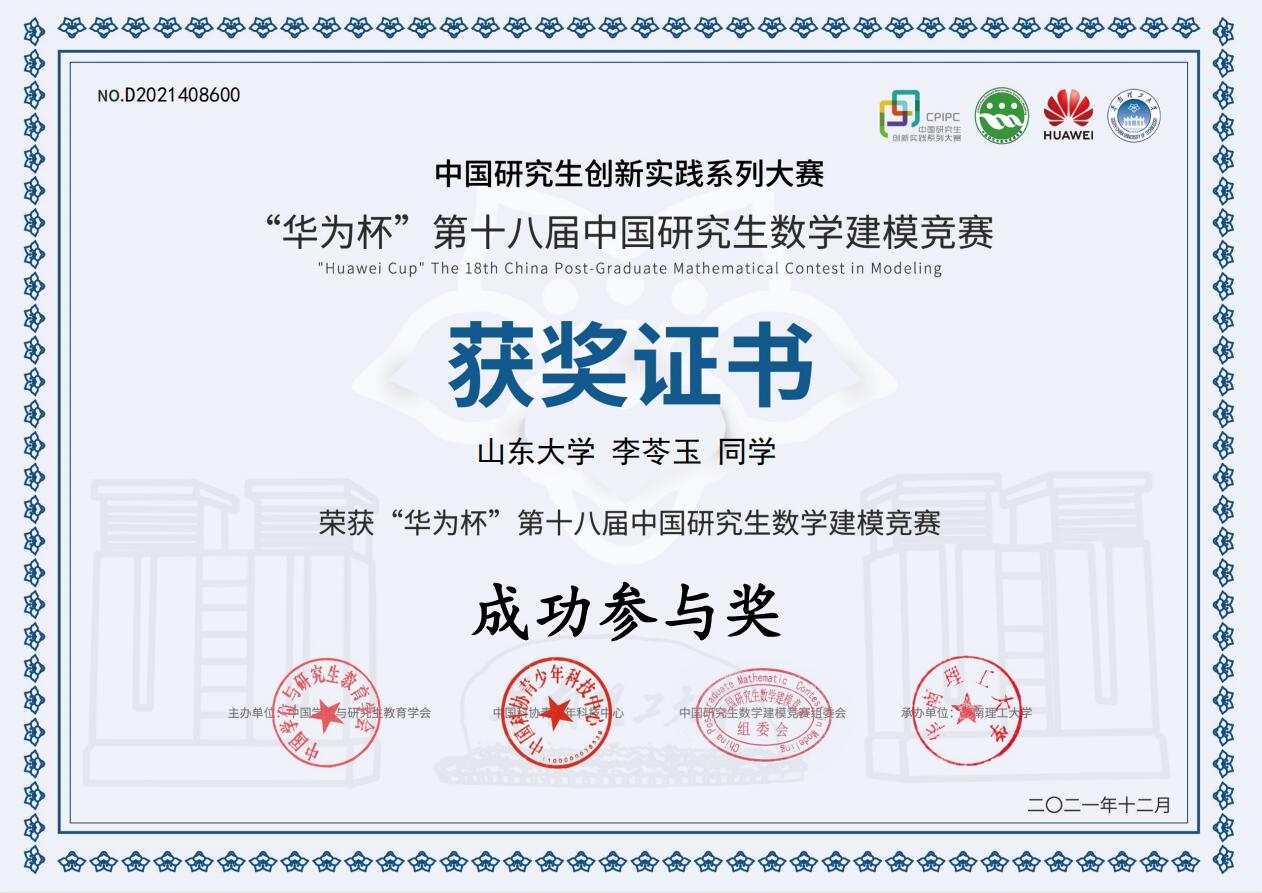 NO.D2021408600
CPIPC
中国研究生
创新实践系列大赛
HUAWEI
中国研究生创新实践系列大赛
“华为杯”第十八届中国研究生数学建模竞赛
"Huawei Cup" The 18th China Post-Graduate Mathematical Contest in Modeling
获奖证书
山东大学 李苓玉 同学
荣获“华为杯”第十八届中国研究生数学建模竞赛
成功参与奖
主办单位：中国学位与研究生教育学会
中国科协青少年科技中心
中国研究生数学建模竞赛组委会
承办单位：华南理工大学
中国学位与研究生教育学会
中国科协青少年科技中心
China Postgraduate Mathematic Contest in Modeling
中国研究生数学建模竞赛
组委会
华南理工大学
二〇二一年十二月